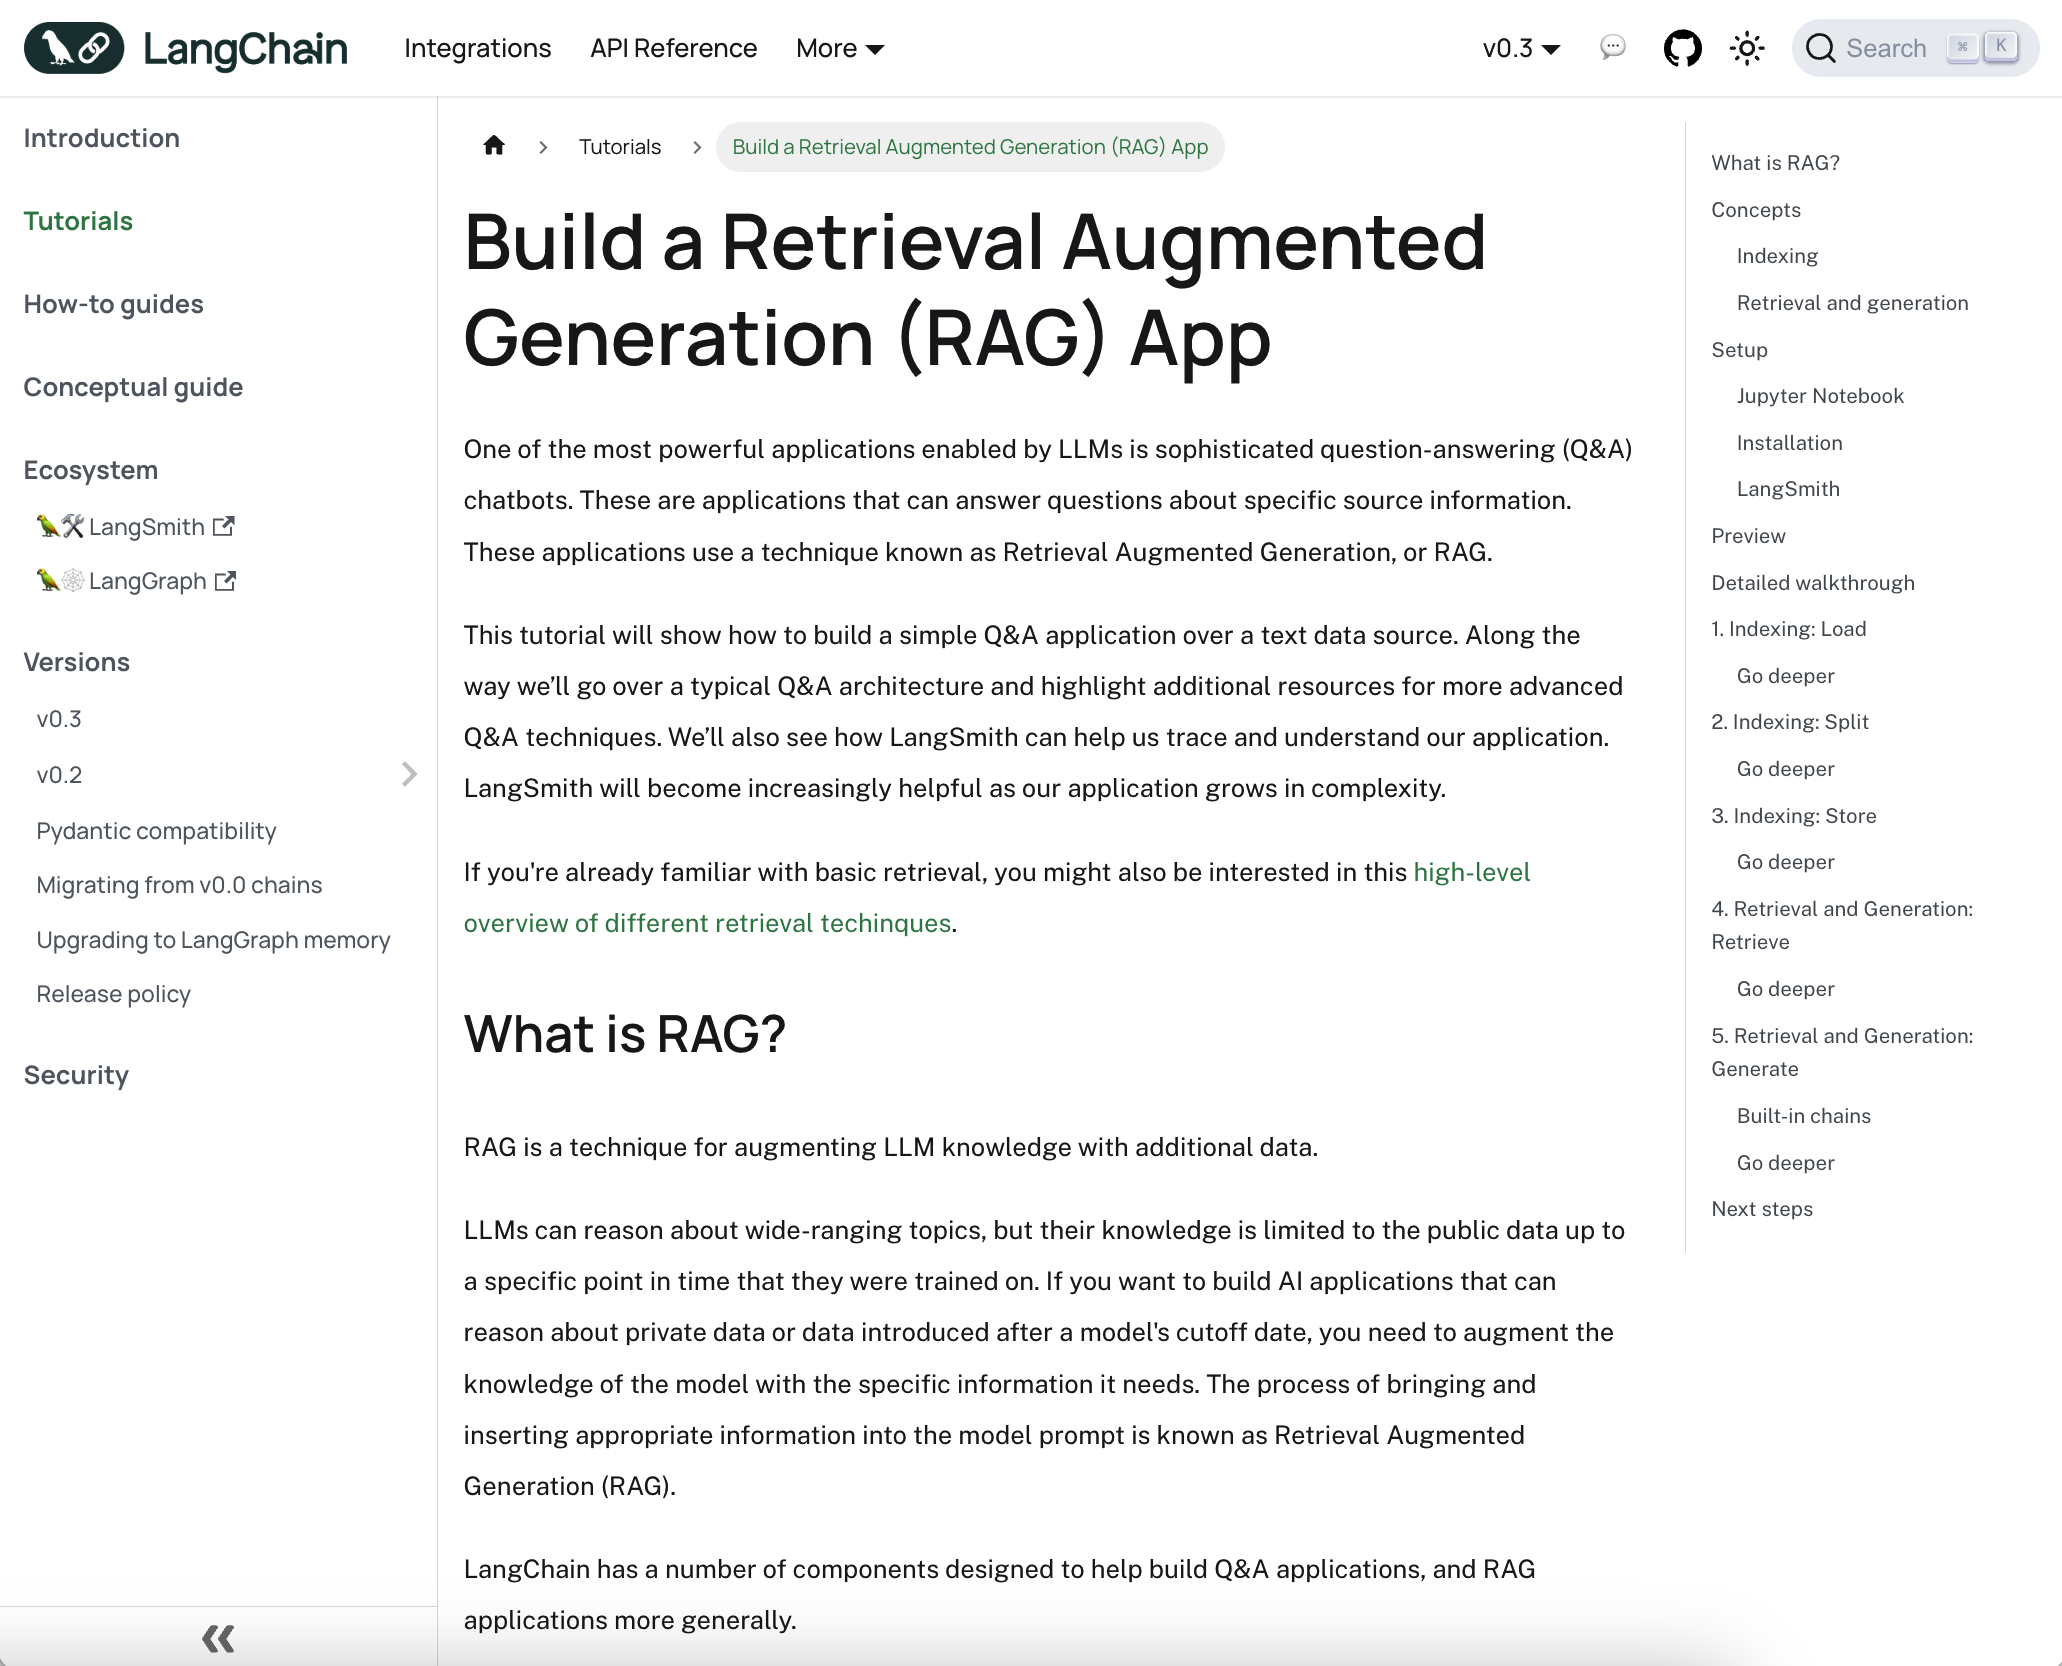 LangChain
Integrations
API Reference
More
v0.3
Search
⌘
K
Introduction
Tutorials
How-to guides
Conceptual guide
Ecosystem
LangSmith
LangGraph
Versions
v0.3
v0.2
Pydantic compatibility
Migrating from v0.0 chains
Upgrading to LangGraph memory
Release policy
Security
Tutorials
Build a Retrieval Augmented Generation (RAG) App
Build a Retrieval Augmented
Generation (RAG) App
One of the most powerful applications enabled by LLMs is sophisticated question-answering (Q&A)
chatbots. These are applications that can answer questions about specific source information.
These applications use a technique known as Retrieval Augmented Generation, or RAG.
This tutorial will show how to build a simple Q&A application over a text data source. Along the
way we’ll go over a typical Q&A architecture and highlight additional resources for more advanced
Q&A techniques. We’ll also see how LangSmith can help us trace and understand our application.
LangSmith will become increasingly helpful as our application grows in complexity.
If you're already familiar with basic retrieval, you might also be interested in this high-level
overview of different retrieval techinques.
What is RAG?
RAG is a technique for augmenting LLM knowledge with additional data.
LLMs can reason about wide-ranging topics, but their knowledge is limited to the public data up to
a specific point in time that they were trained on. If you want to build AI applications that can
reason about private data or data introduced after a model's cutoff date, you need to augment the
knowledge of the model with the specific information it needs. The process of bringing and
inserting appropriate information into the model prompt is known as Retrieval Augmented
Generation (RAG).
LangChain has a number of components designed to help build Q&A applications, and RAG
applications more generally.
What is RAG?
Concepts
Indexing
Retrieval and generation
Setup
Jupyter Notebook
Installation
LangSmith
Preview
Detailed walkthrough
1. Indexing: Load
Go deeper
2. Indexing: Split
Go deeper
3. Indexing: Store
Go deeper
4. Retrieval and Generation:
Retrieve
Go deeper
5. Retrieval and Generation:
Generate
Built-in chains
Go deeper
Next steps